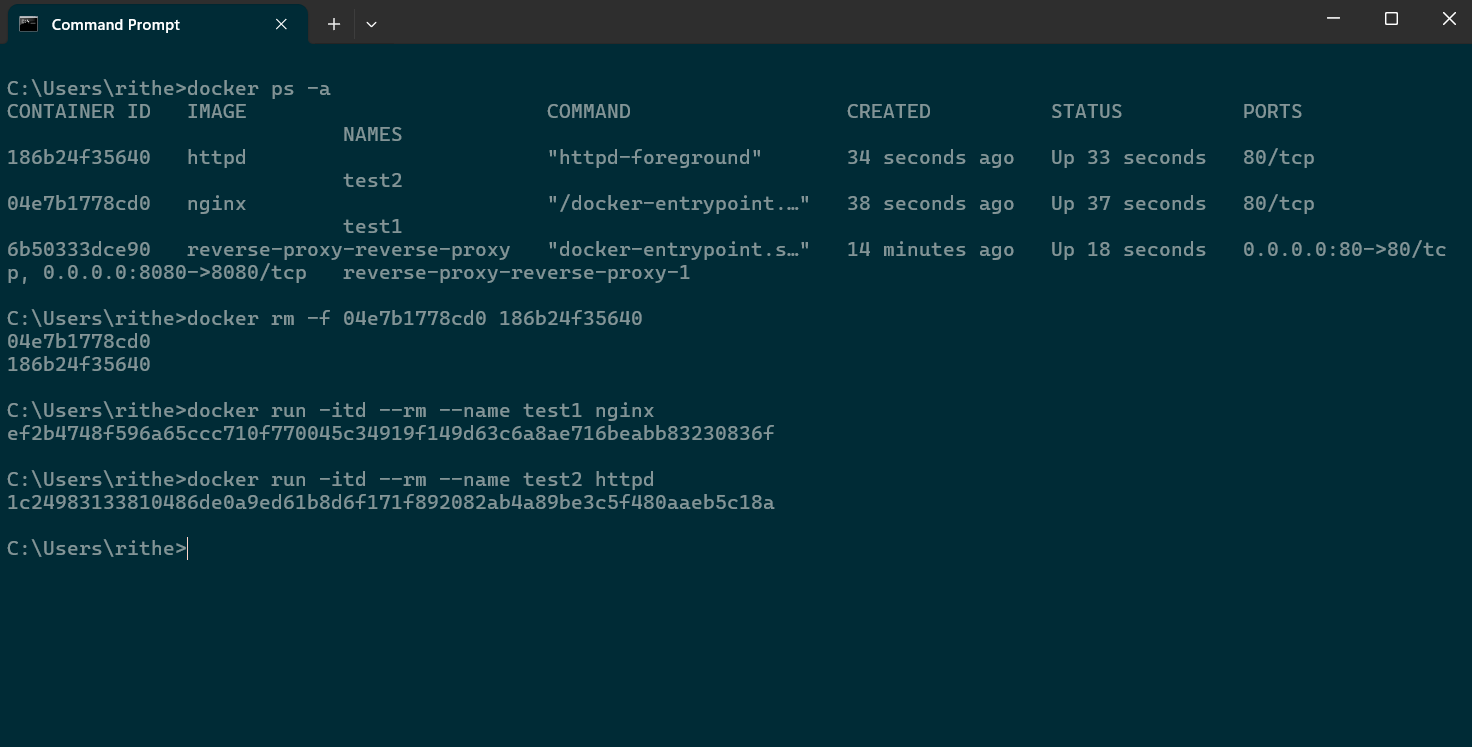 Command Prompt
C:\Users\rithe>docker ps -a
CONTAINER ID   IMAGE                         COMMAND                  CREATED          STATUS          PORTS
                            NAMES
186b24f35640   httpd                         "httpd-foreground"       34 seconds ago   Up 33 seconds   80/tcp
                            test2
04e7b1778cd0   nginx                         "/docker-entrypoint.…"   38 seconds ago   Up 37 seconds   80/tcp
                            test1
6b50333dce90   reverse-proxy-reverse-proxy   "docker-entrypoint.s…"   14 minutes ago   Up 18 seconds   0.0.0.0:80->80/tc
p, 0.0.0.0:8080->8080/tcp   reverse-proxy-reverse-proxy-1
C:\Users\rithe>docker rm -f 04e7b1778cd0 186b24f35640
04e7b1778cd0
186b24f35640
C:\Users\rithe>docker run -itd --rm --name test1 nginx
ef2b4748f596a65ccc710f770045c34919f149d63c6a8ae716beabb83230836f
C:\Users\rithe>docker run -itd --rm --name test2 httpd
1c24983133810486de0a9ed61b8d6f171f892082ab4a89be3c5f480aaeb5c18a
C:\Users\rithe>